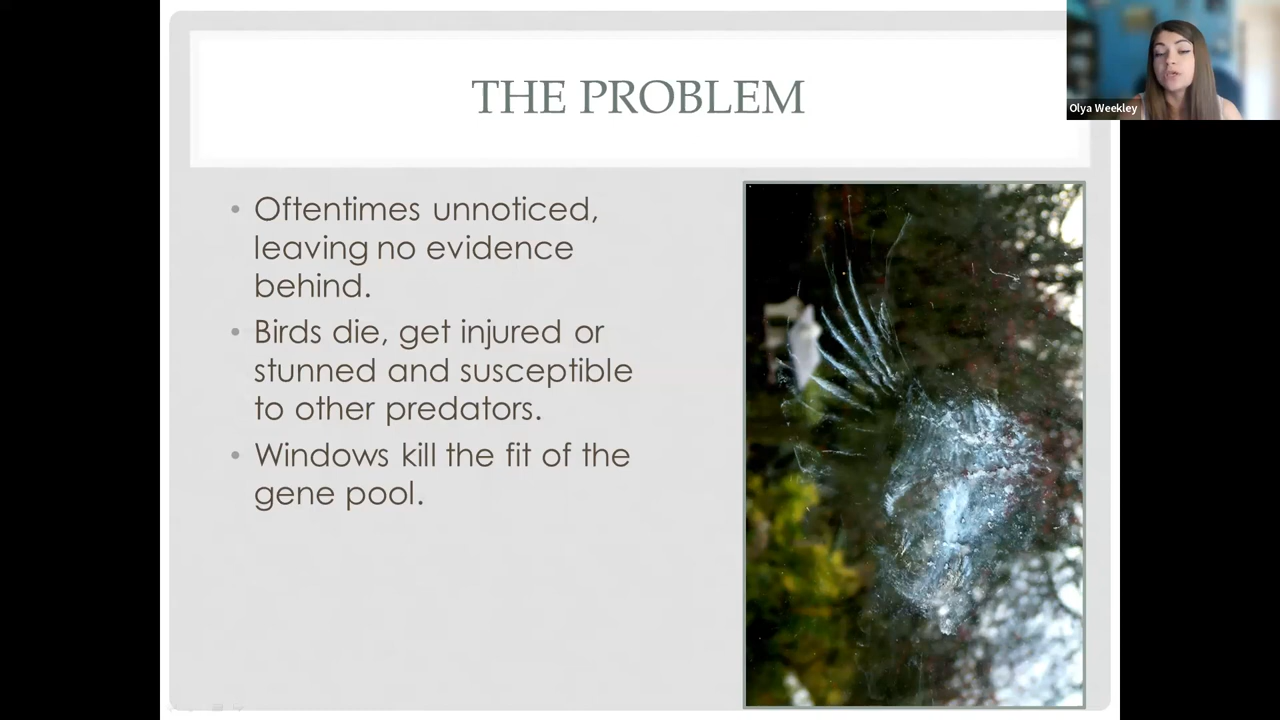 THE PROBLEM
Olya Weekley
• Oftentimes unnoticed,
leaving no evidence
behind.
• Birds die, get injured or
stunned and susceptible
to other predators.
• Windows kill the fit of the
gene pool.